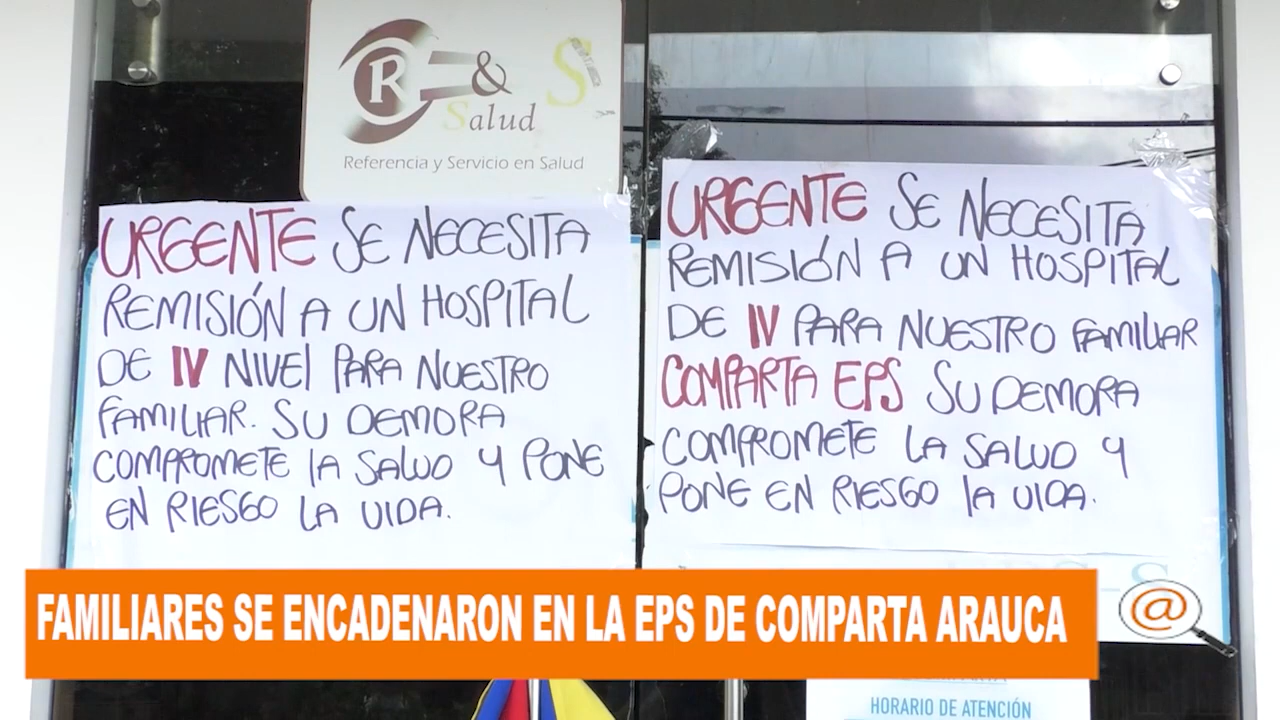 R & S
Salud
Referencia y Servicio en Salud
URGENTE SE NECESITA
REMISIÓN A UN HOSPITAL
DE IV NIVEL PARA NUESTRO
FAMILIAR. SU DEMORA
COMPROMETE LA SALUD Y PONE
EN RIESGO LA VIDA.
URGENTE SE NECESITA
REMISIÓN A UN HOSPITAL
DE IV PARA NUESTRO FAMILIAR
COMPARTA EPS SU DEMORA
COMPROMETE LA SALUD Y
PONE EN RIESGO LA VIDA.
FAMILIARES SE ENCADENARON EN LA EPS DE COMPARTA ARAUCA
@
HORARIO DE ATENCIÓN